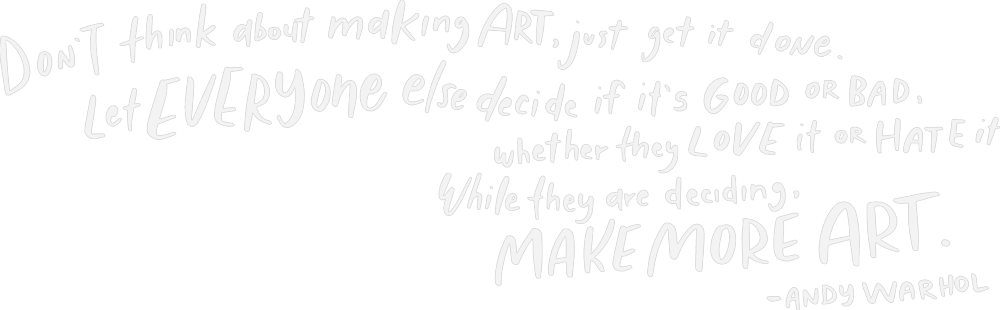 DON'T think about making ART, just get it done.
Let EVERYone else decide if it's GOOD OR BAD,
whether they LOVE it OR HATE it
While they are deciding,
MAKE MORE ART.
-ANDY WARHOL